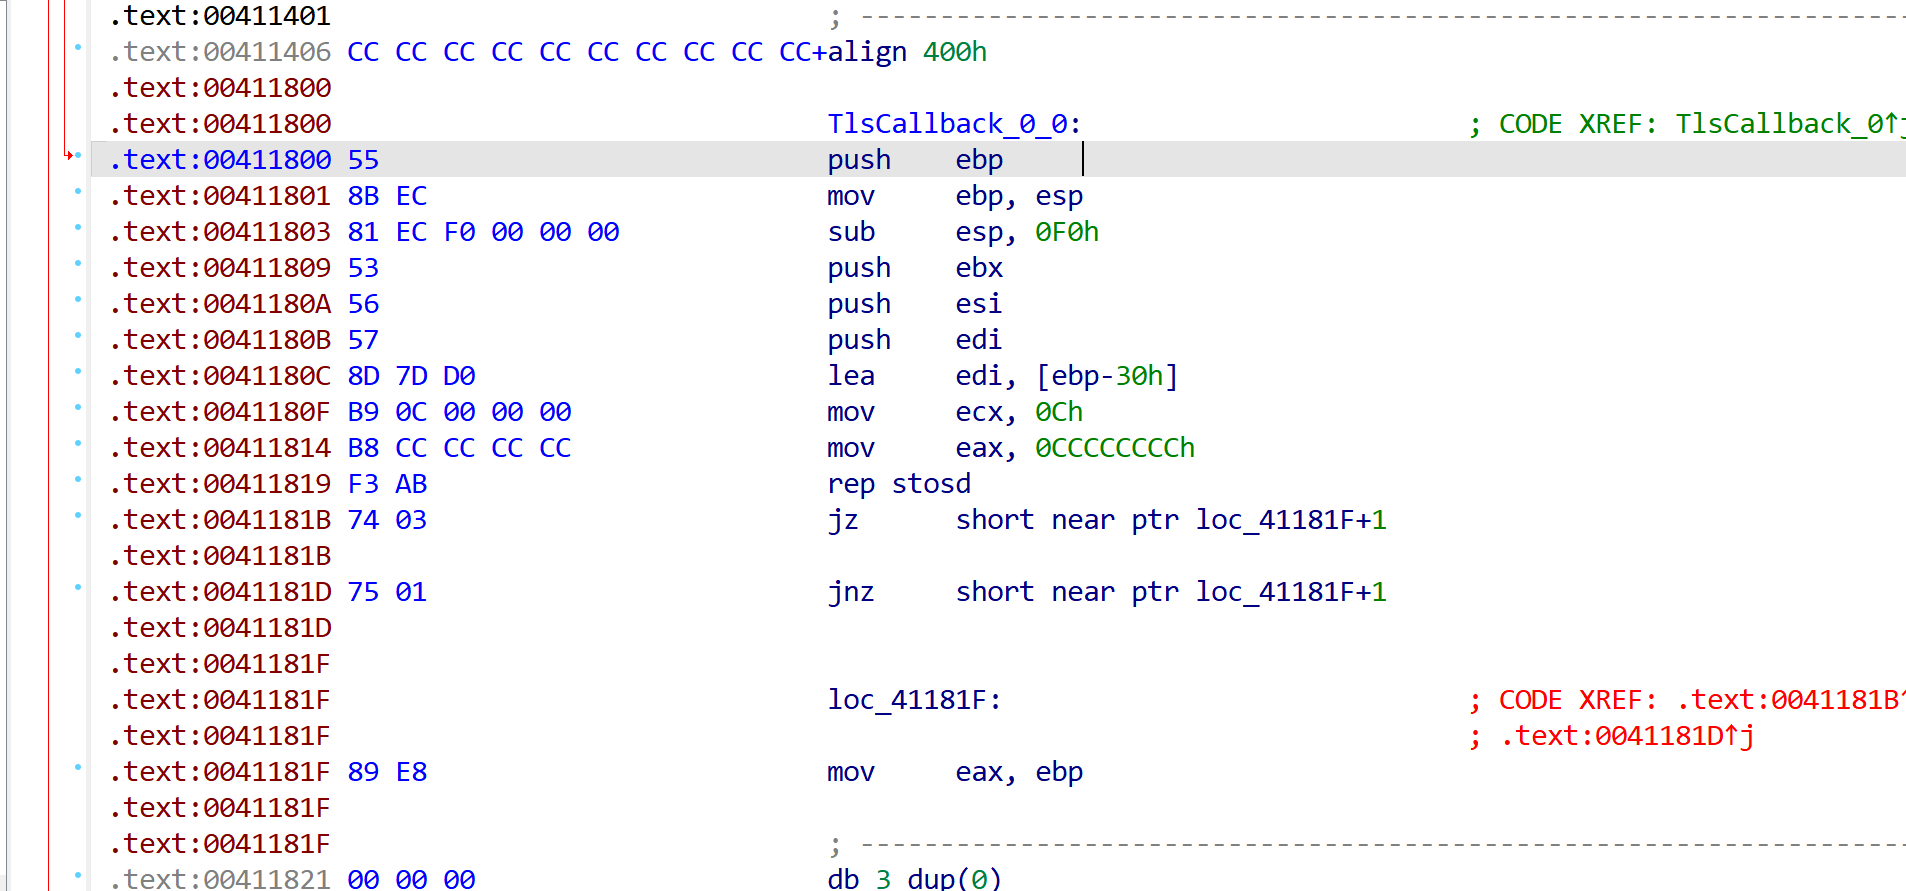 .text:00411401 ; ------------------------------------------------------------------
.text:00411406 CC CC CC CC CC CC CC CC CC CC+align 400h
.text:00411800
.text:00411800 TlsCallback_0_0: ; CODE XREF: TlsCallback_0↑j
.text:00411800 55 push ebp
.text:00411801 8B EC mov ebp, esp
.text:00411803 81 EC F0 00 00 00 sub esp, 0F0h
.text:00411809 53 push ebx
.text:0041180A 56 push esi
.text:0041180B 57 push edi
.text:0041180C 8D 7D D0 lea edi, [ebp-30h]
.text:0041180F B9 0C 00 00 00 mov ecx, 0Ch
.text:00411814 B8 CC CC CC CC mov eax, 0CCCCCCCCh
.text:00411819 F3 AB rep stosd
.text:0041181B 74 03 jz short near ptr loc_41181F+1
.text:0041181B
.text:0041181D 75 01 jnz short near ptr loc_41181F+1
.text:0041181D
.text:0041181F
.text:0041181F loc_41181F: ; CODE XREF: .text:0041181B↑
.text:0041181F ; .text:0041181D↑j
.text:0041181F 89 E8 mov eax, ebp
.text:0041181F
.text:0041181F ; ------------------------------------------------------------------
.text:00411821 00 00 00 db 3 dup(0)